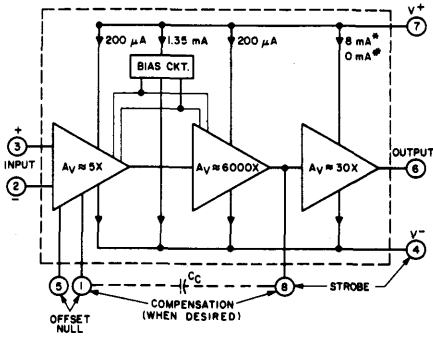 V+
7
200 μA
1.35 mA
200 μA
8 mA*
0 mA#
BIAS CKT.
+
3
INPUT
2
−
AV ≈ 5X
AV ≈ 6000X
AV ≈ 30X
OUTPUT
6
V−
4
5
1
CC
8
STROBE
OFFSET
NULL
COMPENSATION
(WHEN DESIRED)